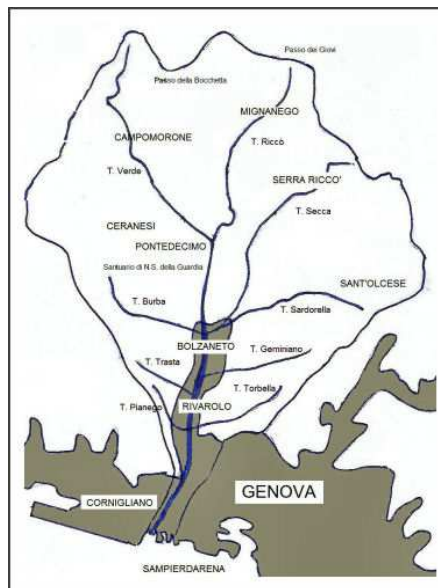 Passo dei Giovi
Passo della Bocchetta
MIGNANEGO
CAMPOMORONE
T. Riccò
T. Verde
SERRA RICCO'
T. Secca
CERANESI
PONTEDECIMO
Santuario di N.S. della Guardia
SANT'OLCESE
T. Burba
T. Sardorella
BOLZANETO
T. Trasta
T. Geminiano
T. Torbella
T. Pianego
RIVAROLO
GENOVA
CORNIGLIANO
SAMPIERDARENA